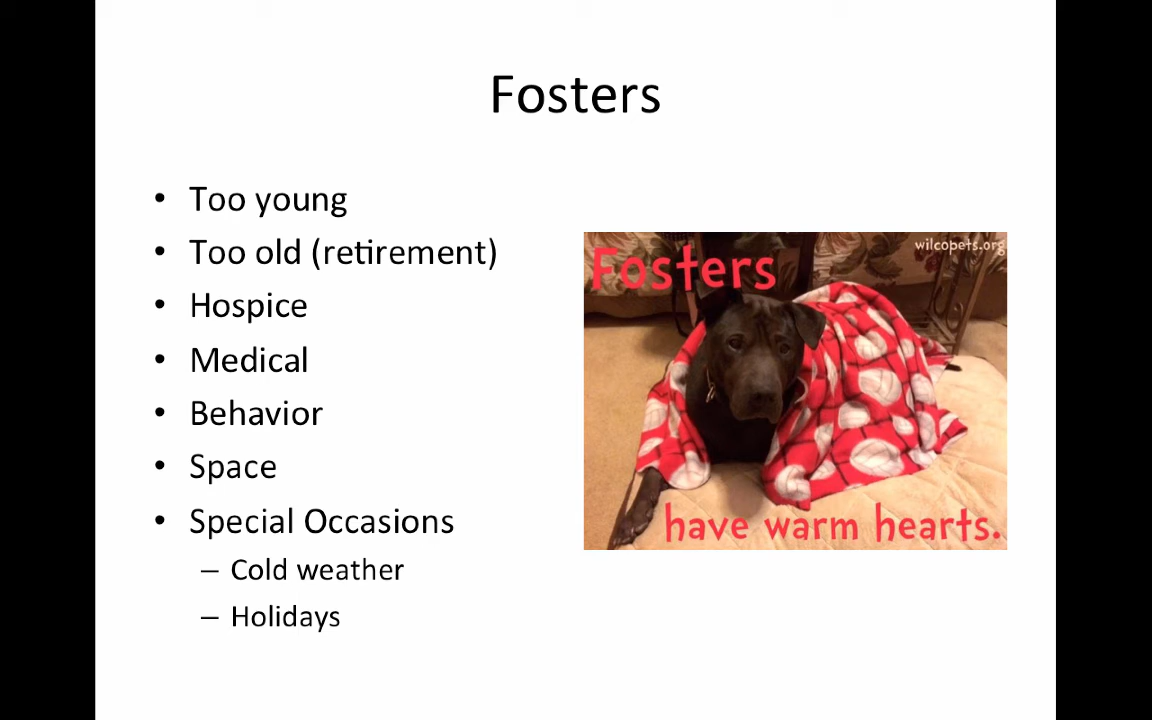 Fosters
• Too young
• Too old (retirement)
• Hospice
• Medical
• Behavior
• Space
• Special Occasions
– Cold weather
– Holidays
wilcopets.org
Fosters
have warm hearts.